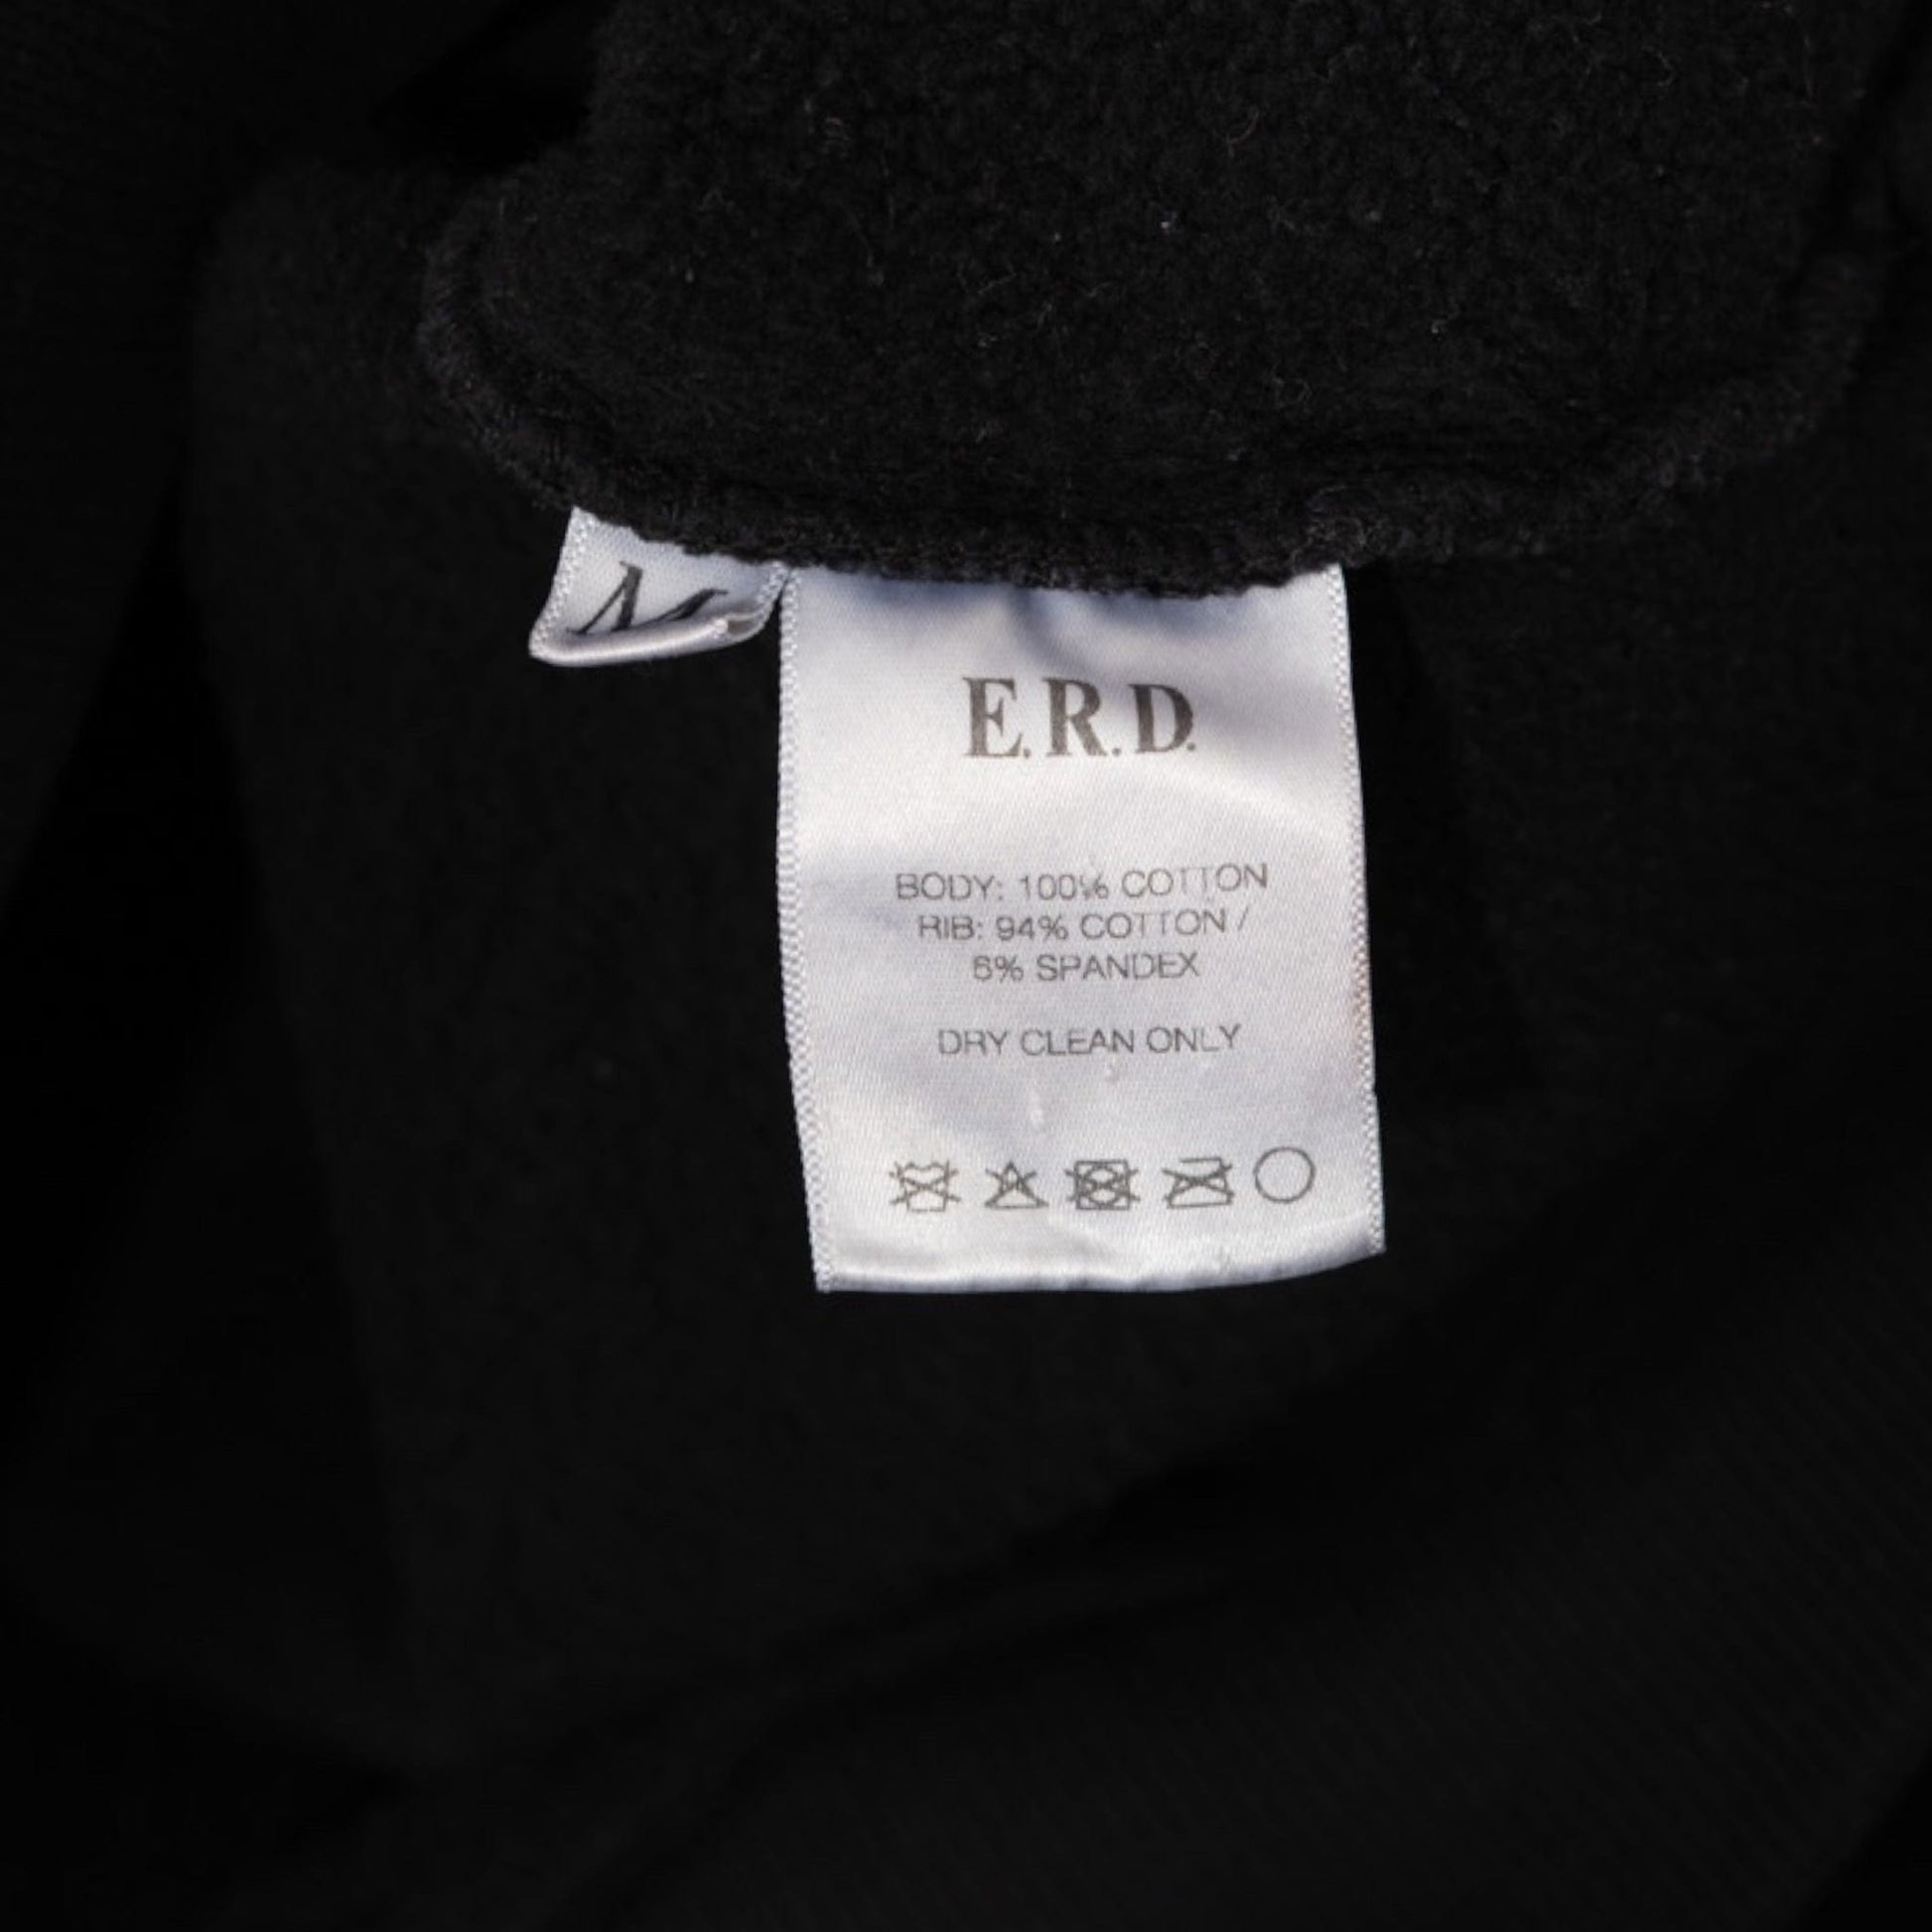 M
E.R.D.
BODY: 100% COTTON
RIB: 94% COTTON /
6% SPANDEX
DRY CLEAN ONLY